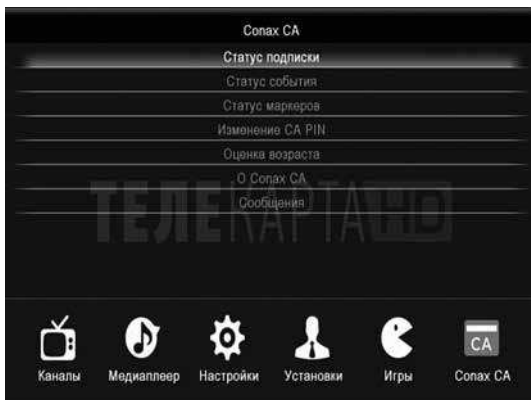 Conax CA
Статус подписки
Статус события
Статус маркеров
Изменение CA PIN
Оценка возраста
О Conax CA
Сообщения
ТЕЛЕКАРТА HD
CA
Каналы Медиаплеер Настройки Установки Игры Conax CA